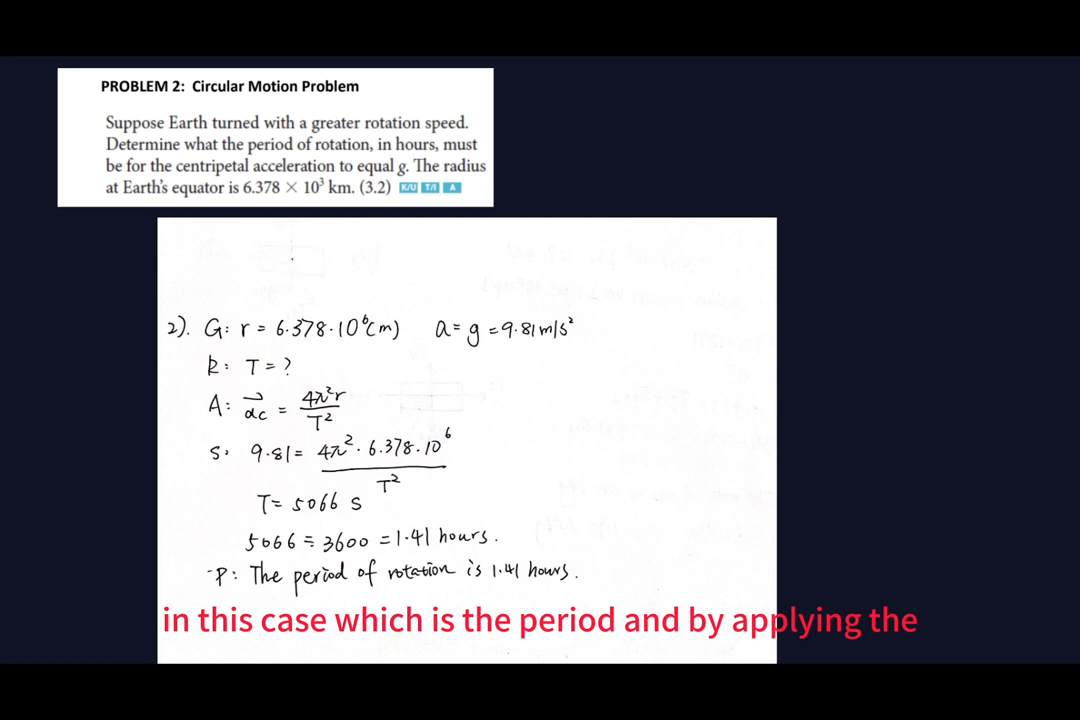 PROBLEM 2: Circular Motion Problem
Suppose Earth turned with a greater rotation speed.
Determine what the period of rotation, in hours, must
be for the centripetal acceleration to equal g. The radius
at Earth's equator is 6.378 × 10³ km. (3.2) K/U T/I A
2). G: r = 6.378·10⁶(m) a = g = 9.81 m/s²
R: T = ?
A: ac = 4π²r / T²
S: 9.81 = 4π² · 6.378·10⁶ / T²
T = 5066 s
5066 ÷ 3600 = 1.41 hours.
P: The period of rotation is 1.41 hours.
in this case which is the period and by applying the